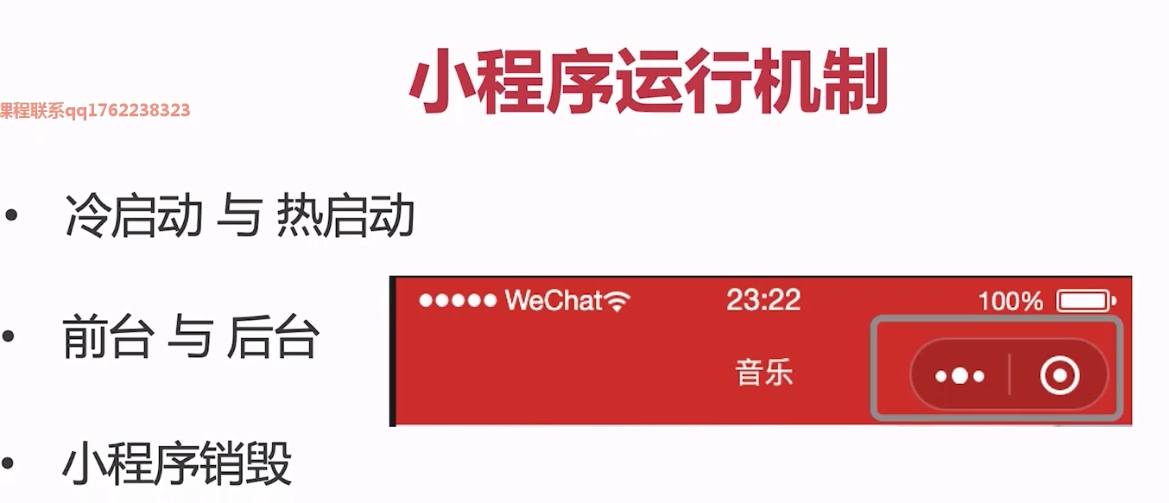 小程序运行机制
课程联系qq1762238323
• 冷启动 与 热启动
• 前台 与 后台
WeChat 23:22 100%
音乐
• 小程序销毁